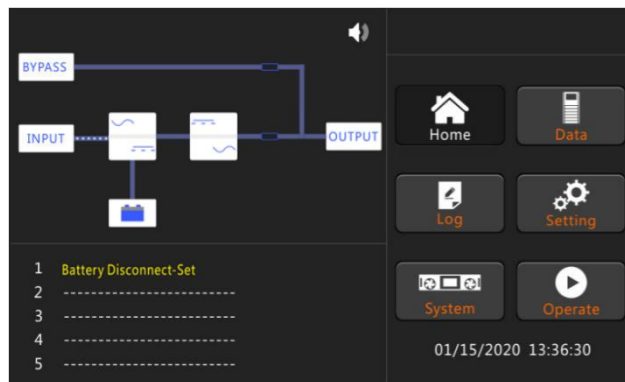 BYPASS
INPUT
OUTPUT
1 Battery Disconnect-Set
2 --------------------------
3 --------------------------
4 --------------------------
5 --------------------------
Home
Data
Log
Setting
System
Operate
01/15/2020 13:36:30